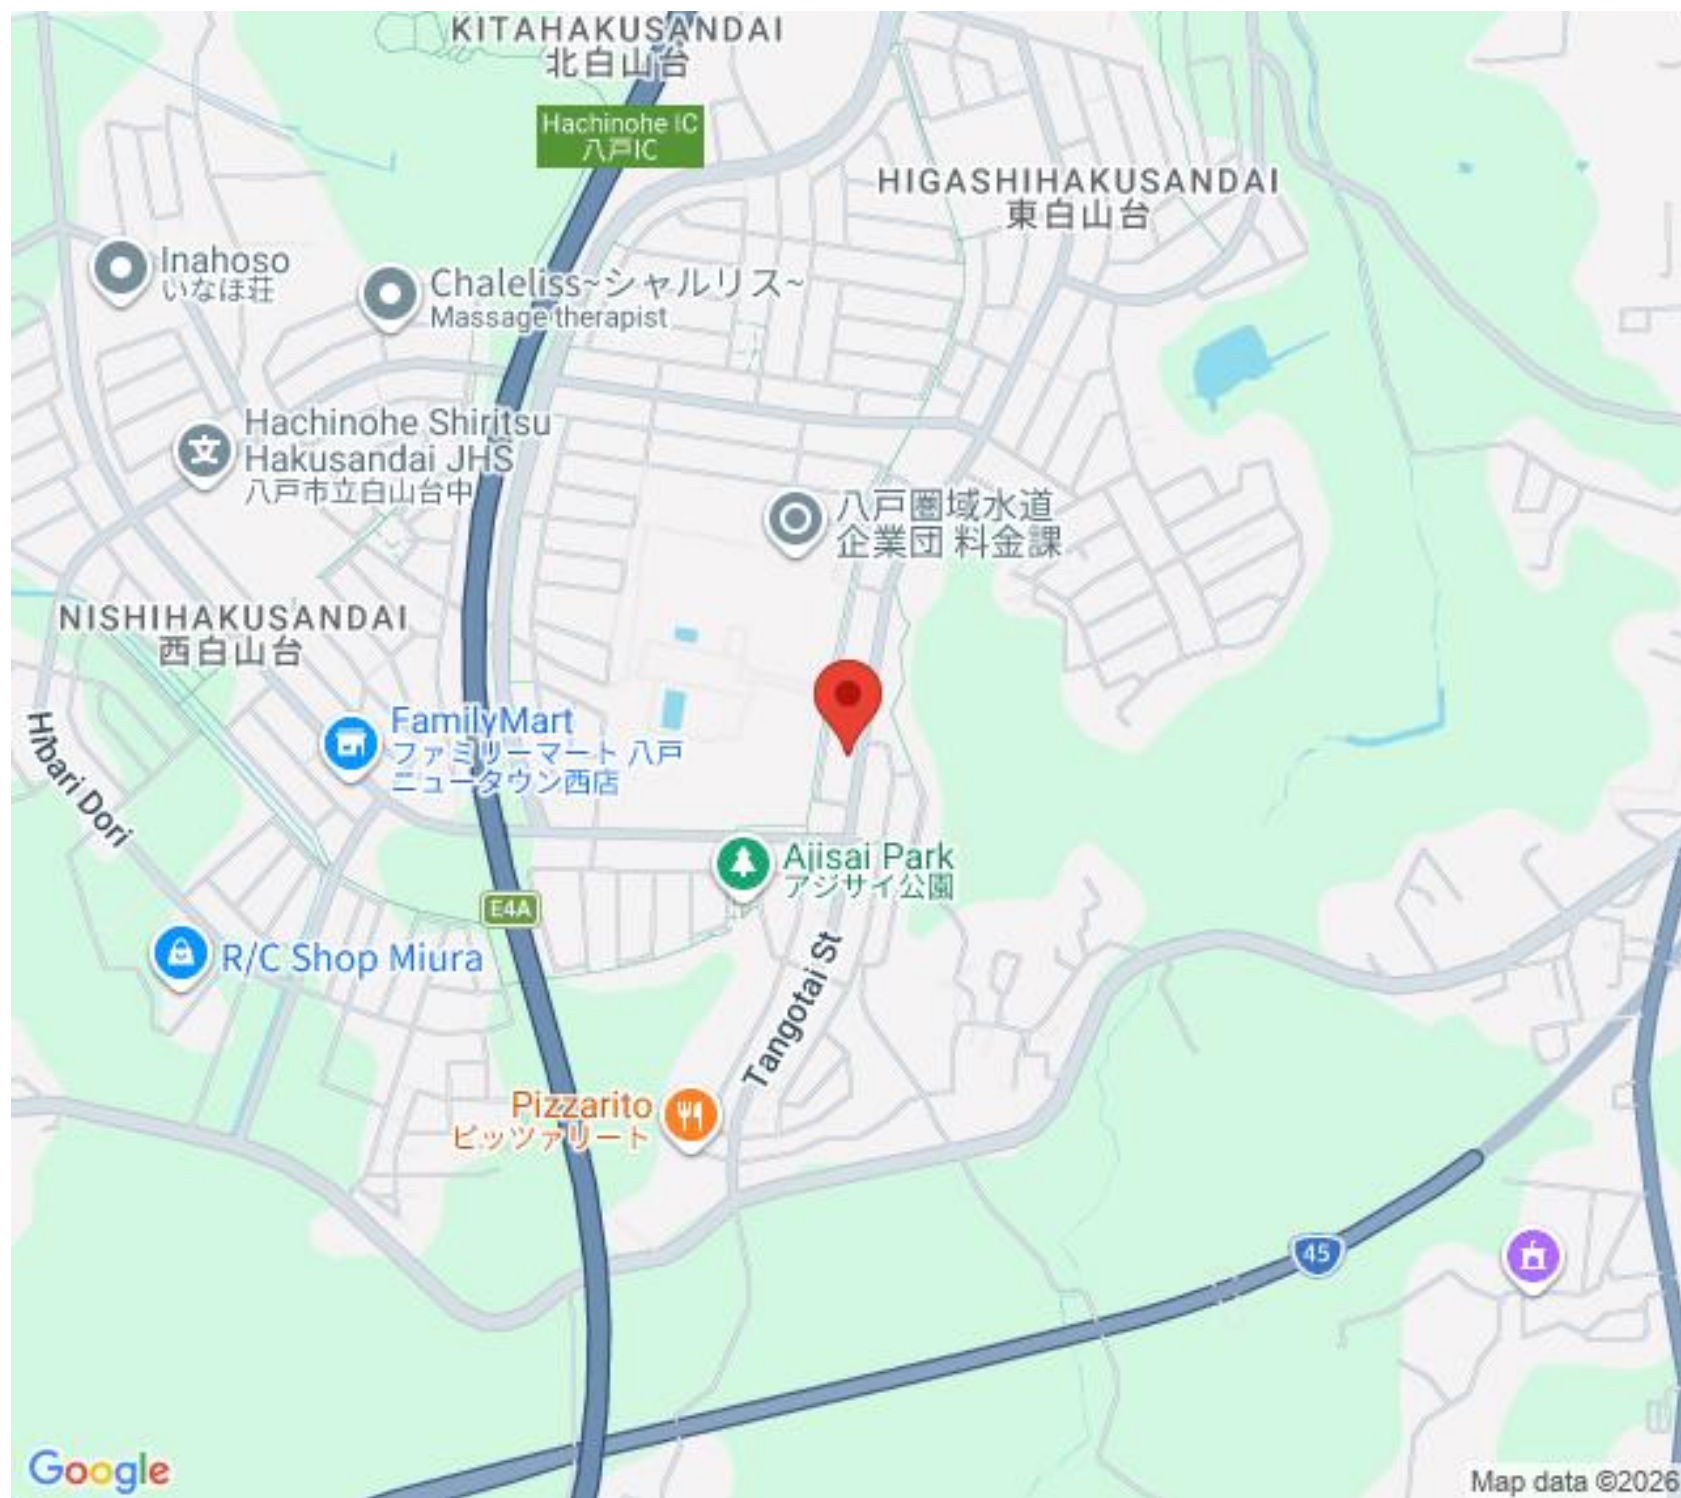 KITAHAKUSANDAI
北白山台
Hachinohe IC
八戸IC
HIGASHIHAKUSANDAI
東白山台
Inahoso
いなほ荘
Chaleliss~シャルリス~
Massage therapist
Hachinohe Shiritsu
Hakusandai JHS
八戸市立白山台中
八戸圏域水道
企業団 料金課
NISHIHAKUSANDAI
西白山台
FamilyMart
ファミリーマート 八戸
ニュータウン西店
Hibari Dori
Ajisai Park
アジサイ公園
E4A
R/C Shop Miura
Tangotai St
Pizzarito
ピッツァリート
45
Google
Map data ©2026